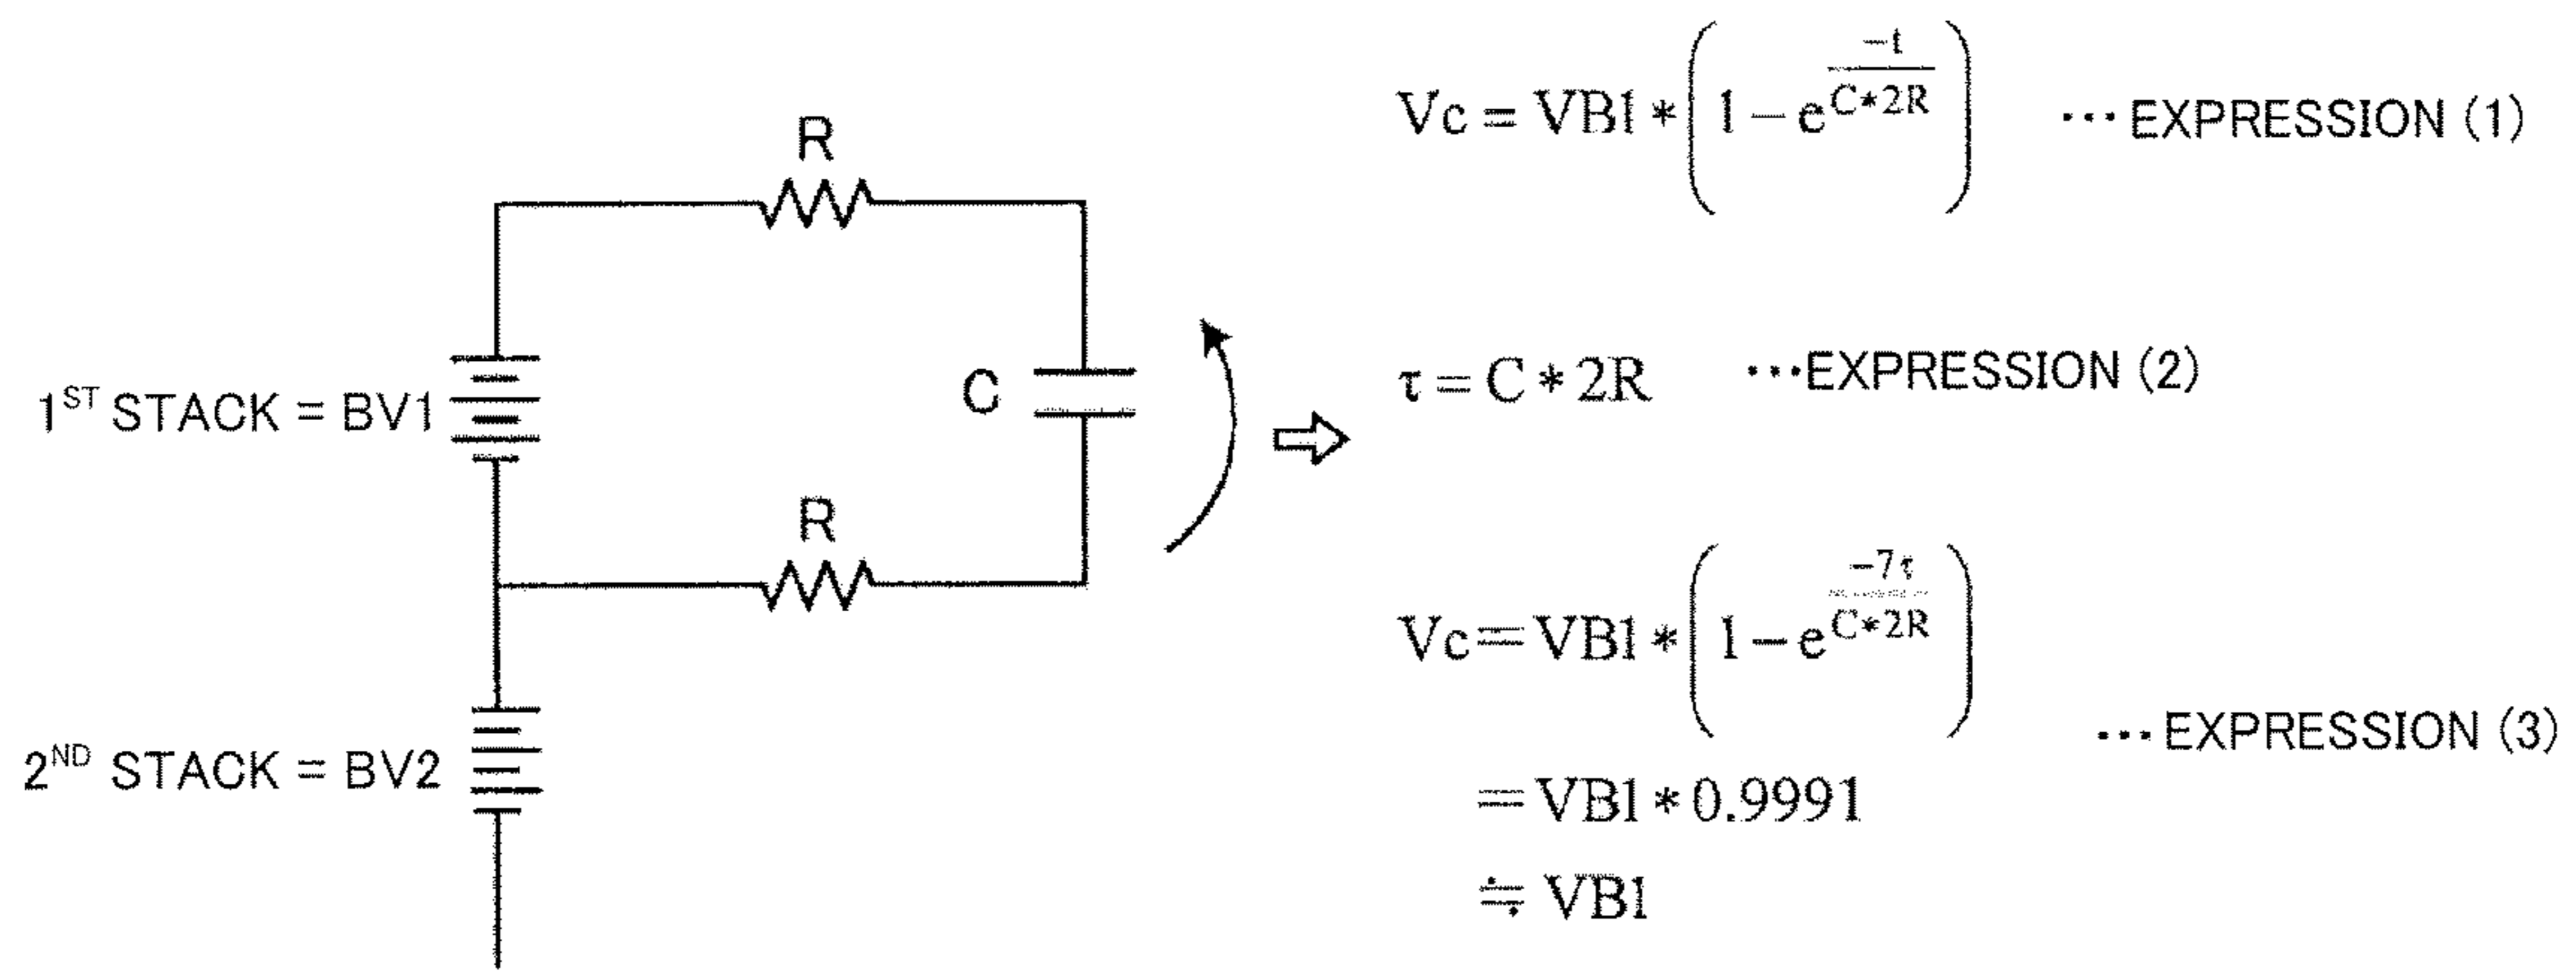 R
1ST STACK = BV1
C
R
2ND STACK = BV2
Vc = VB1 * ( 1 − e^(−t / C*2R) ) ··· EXPRESSION (1)
τ = C * 2R ··· EXPRESSION (2)
Vc = VB1 * ( 1 − e^(−7τ / C*2R) ) ··· EXPRESSION (3)
= VB1 * 0.9991
≒ VB1